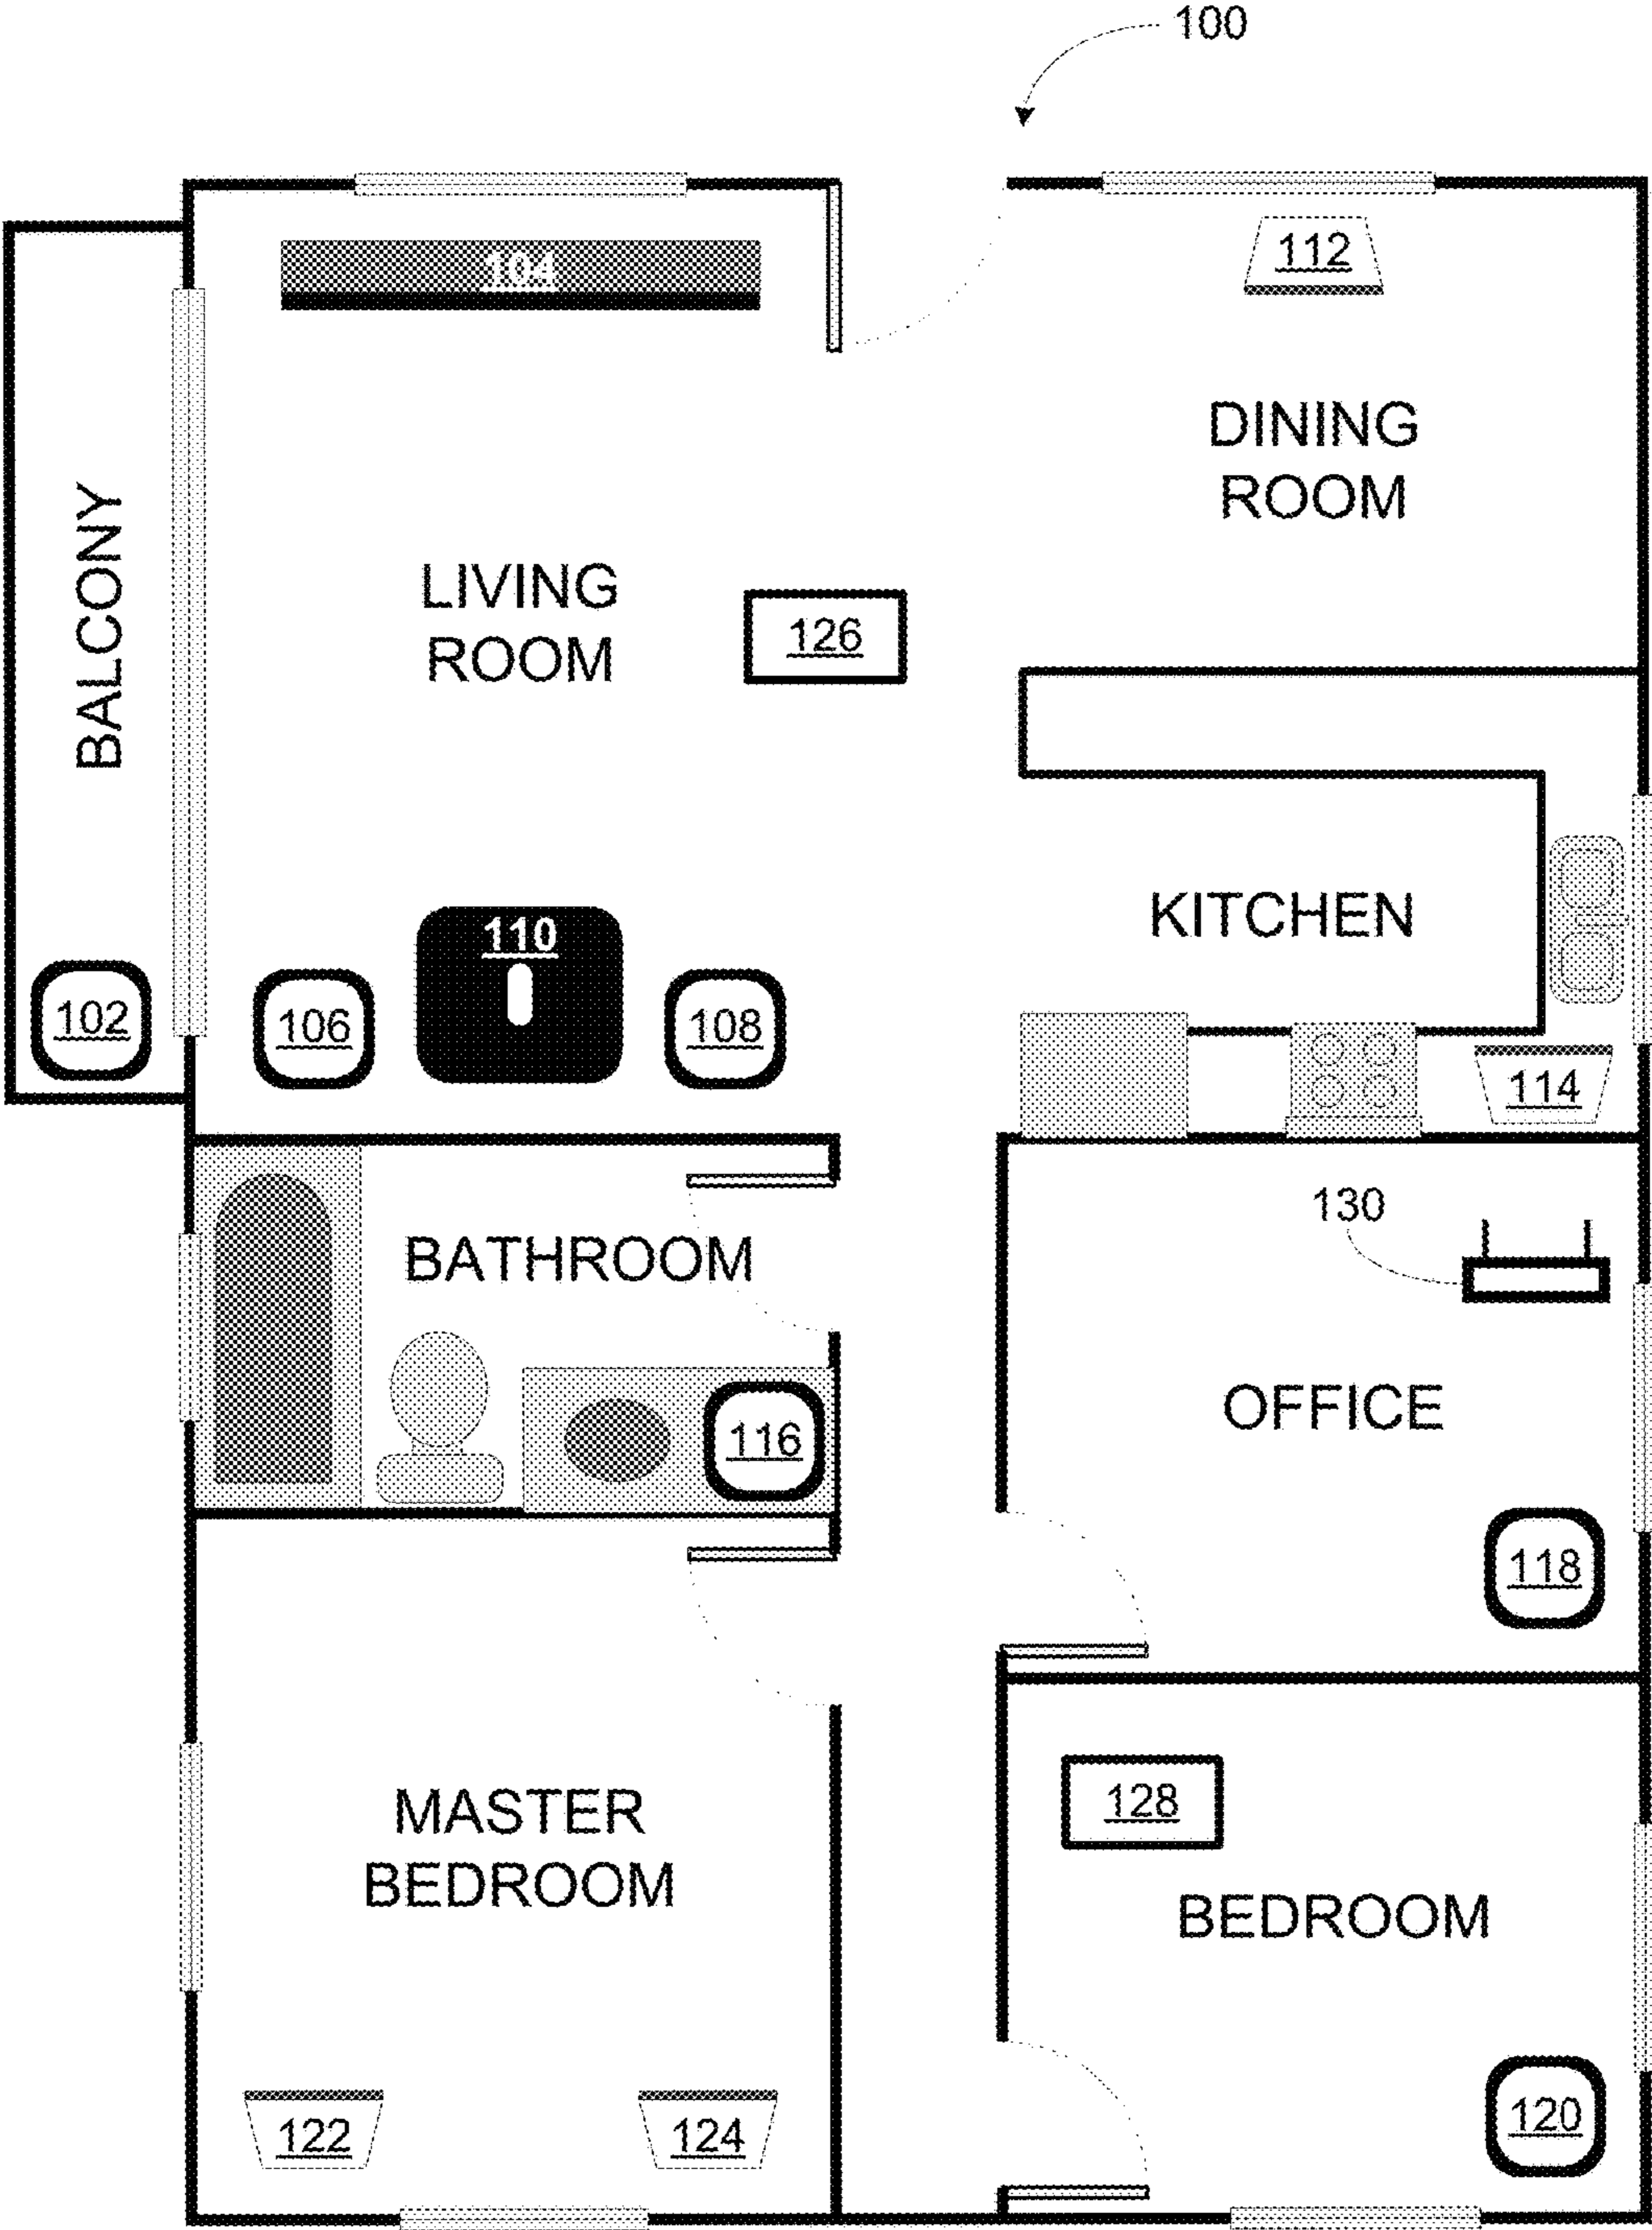 100
104
112
DINING
ROOM
BALCONY
LIVING
ROOM
126
KITCHEN
110
102
106
108
114
130
BATHROOM
OFFICE
116
118
MASTER
BEDROOM
128
BEDROOM
122
124
120